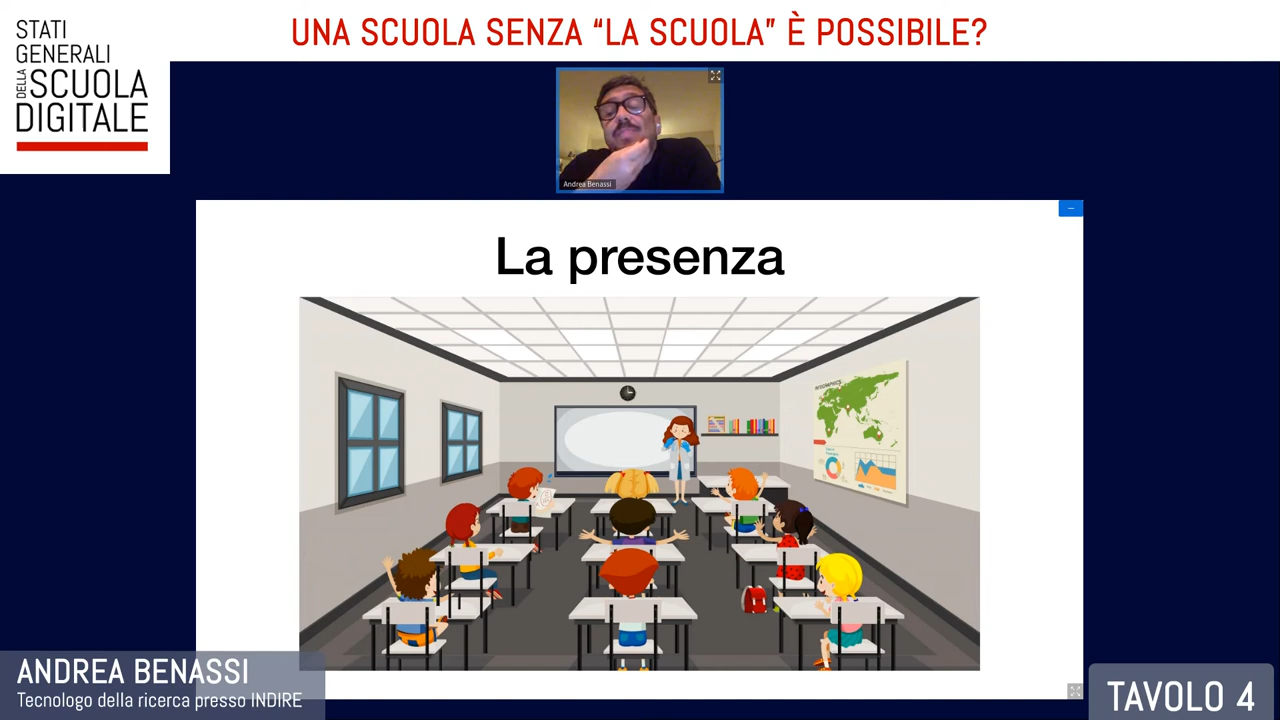 STATI
GENERALI
DELLA SCUOLA
DIGITALE
UNA SCUOLA SENZA “LA SCUOLA” È POSSIBILE?
Andrea Benassi
La presenza
INFOGRAPHICS
ANDREA BENASSI
Tecnologo della ricerca presso INDIRE
TAVOLO 4